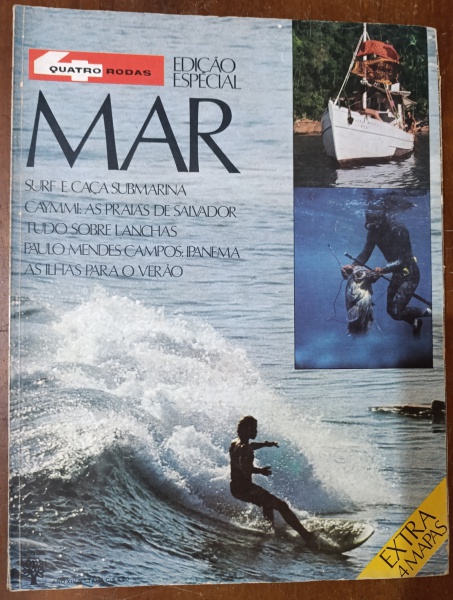 QUATRO RODAS
EDIÇÃO
ESPECIAL
MAR
SURF E CAÇA SUBMARINA
CAYMMI: AS PRAIAS DE SALVADOR
TUDO SOBRE LANCHAS
PAULO MENDES CAMPOS: IPANEMA
AS ILHAS PARA O VERÃO
EXTRA
4 MAPAS